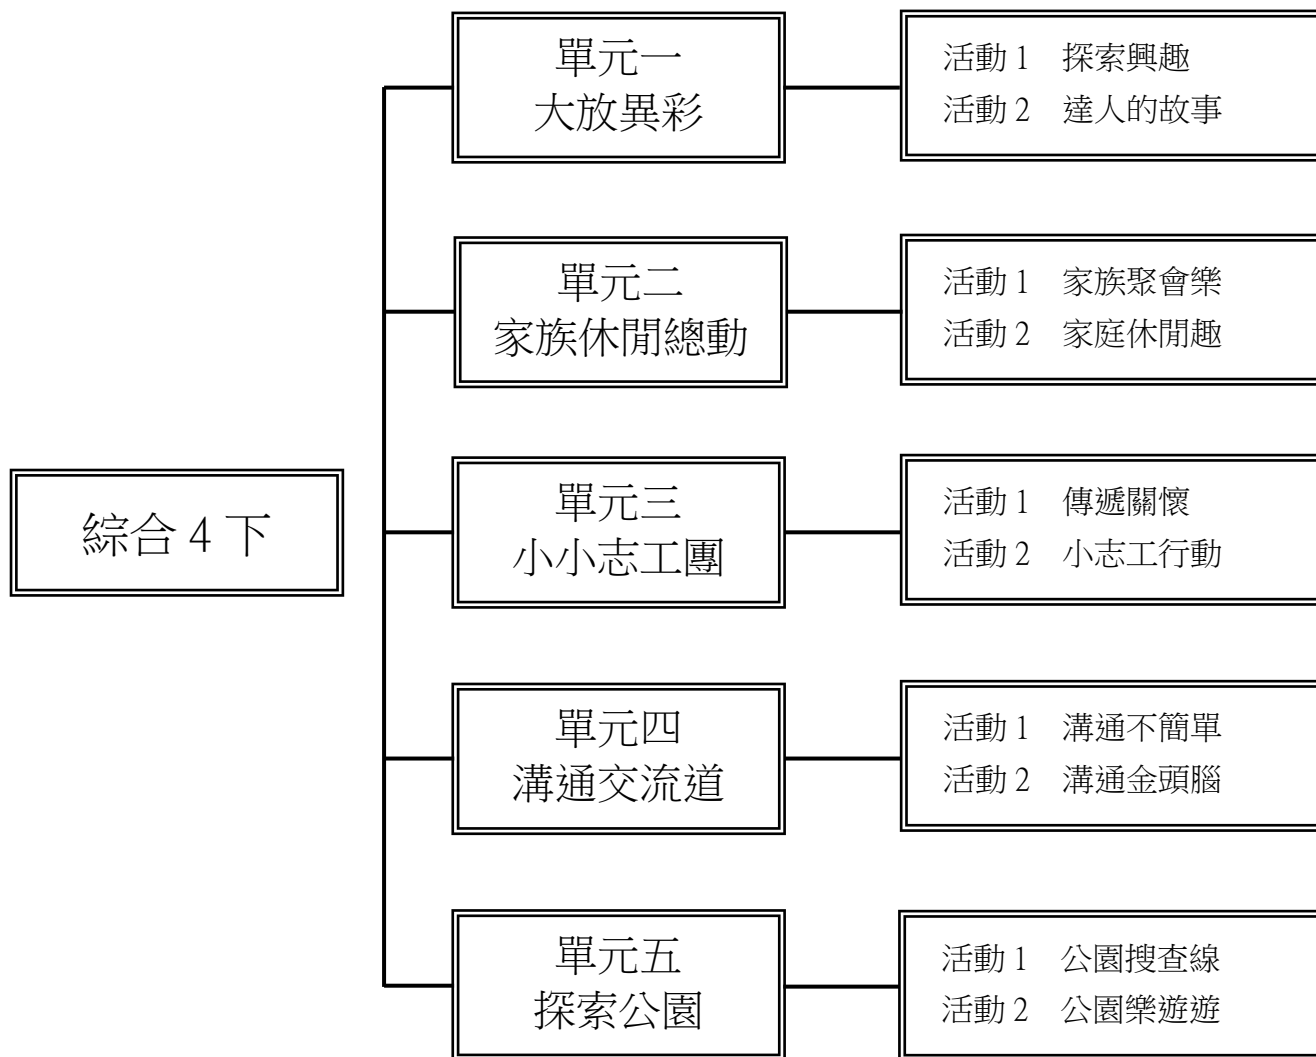 綜合 4 下
單元一
大放異彩
活動 1 探索興趣
活動 2 達人的故事
單元二
家族休閒總動
活動 1 家族聚會樂
活動 2 家庭休閒趣
單元三
小小志工團
活動 1 傳遞關懷
活動 2 小志工行動
單元四
溝通交流道
活動 1 溝通不簡單
活動 2 溝通金頭腦
單元五
探索公園
活動 1 公園搜查線
活動 2 公園樂遊遊